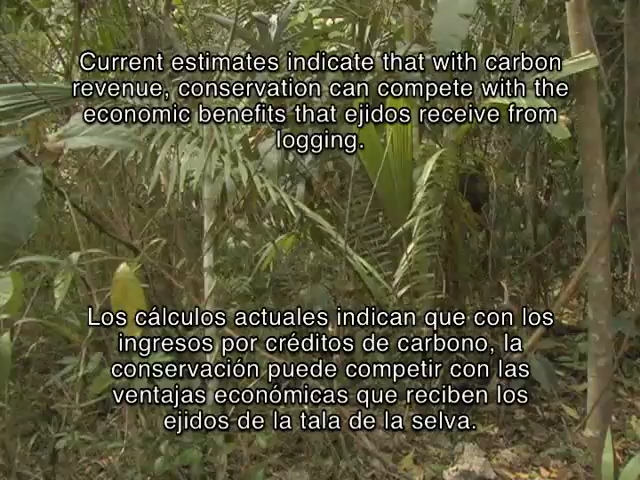 Current estimates indicate that with carbon
revenue, conservation can compete with the
economic benefits that ejidos receive from
logging.
Los cálculos actuales indican que con los
ingresos por créditos de carbono, la
conservación puede competir con las
ventajas económicas que reciben los
ejidos de la tala de la selva.